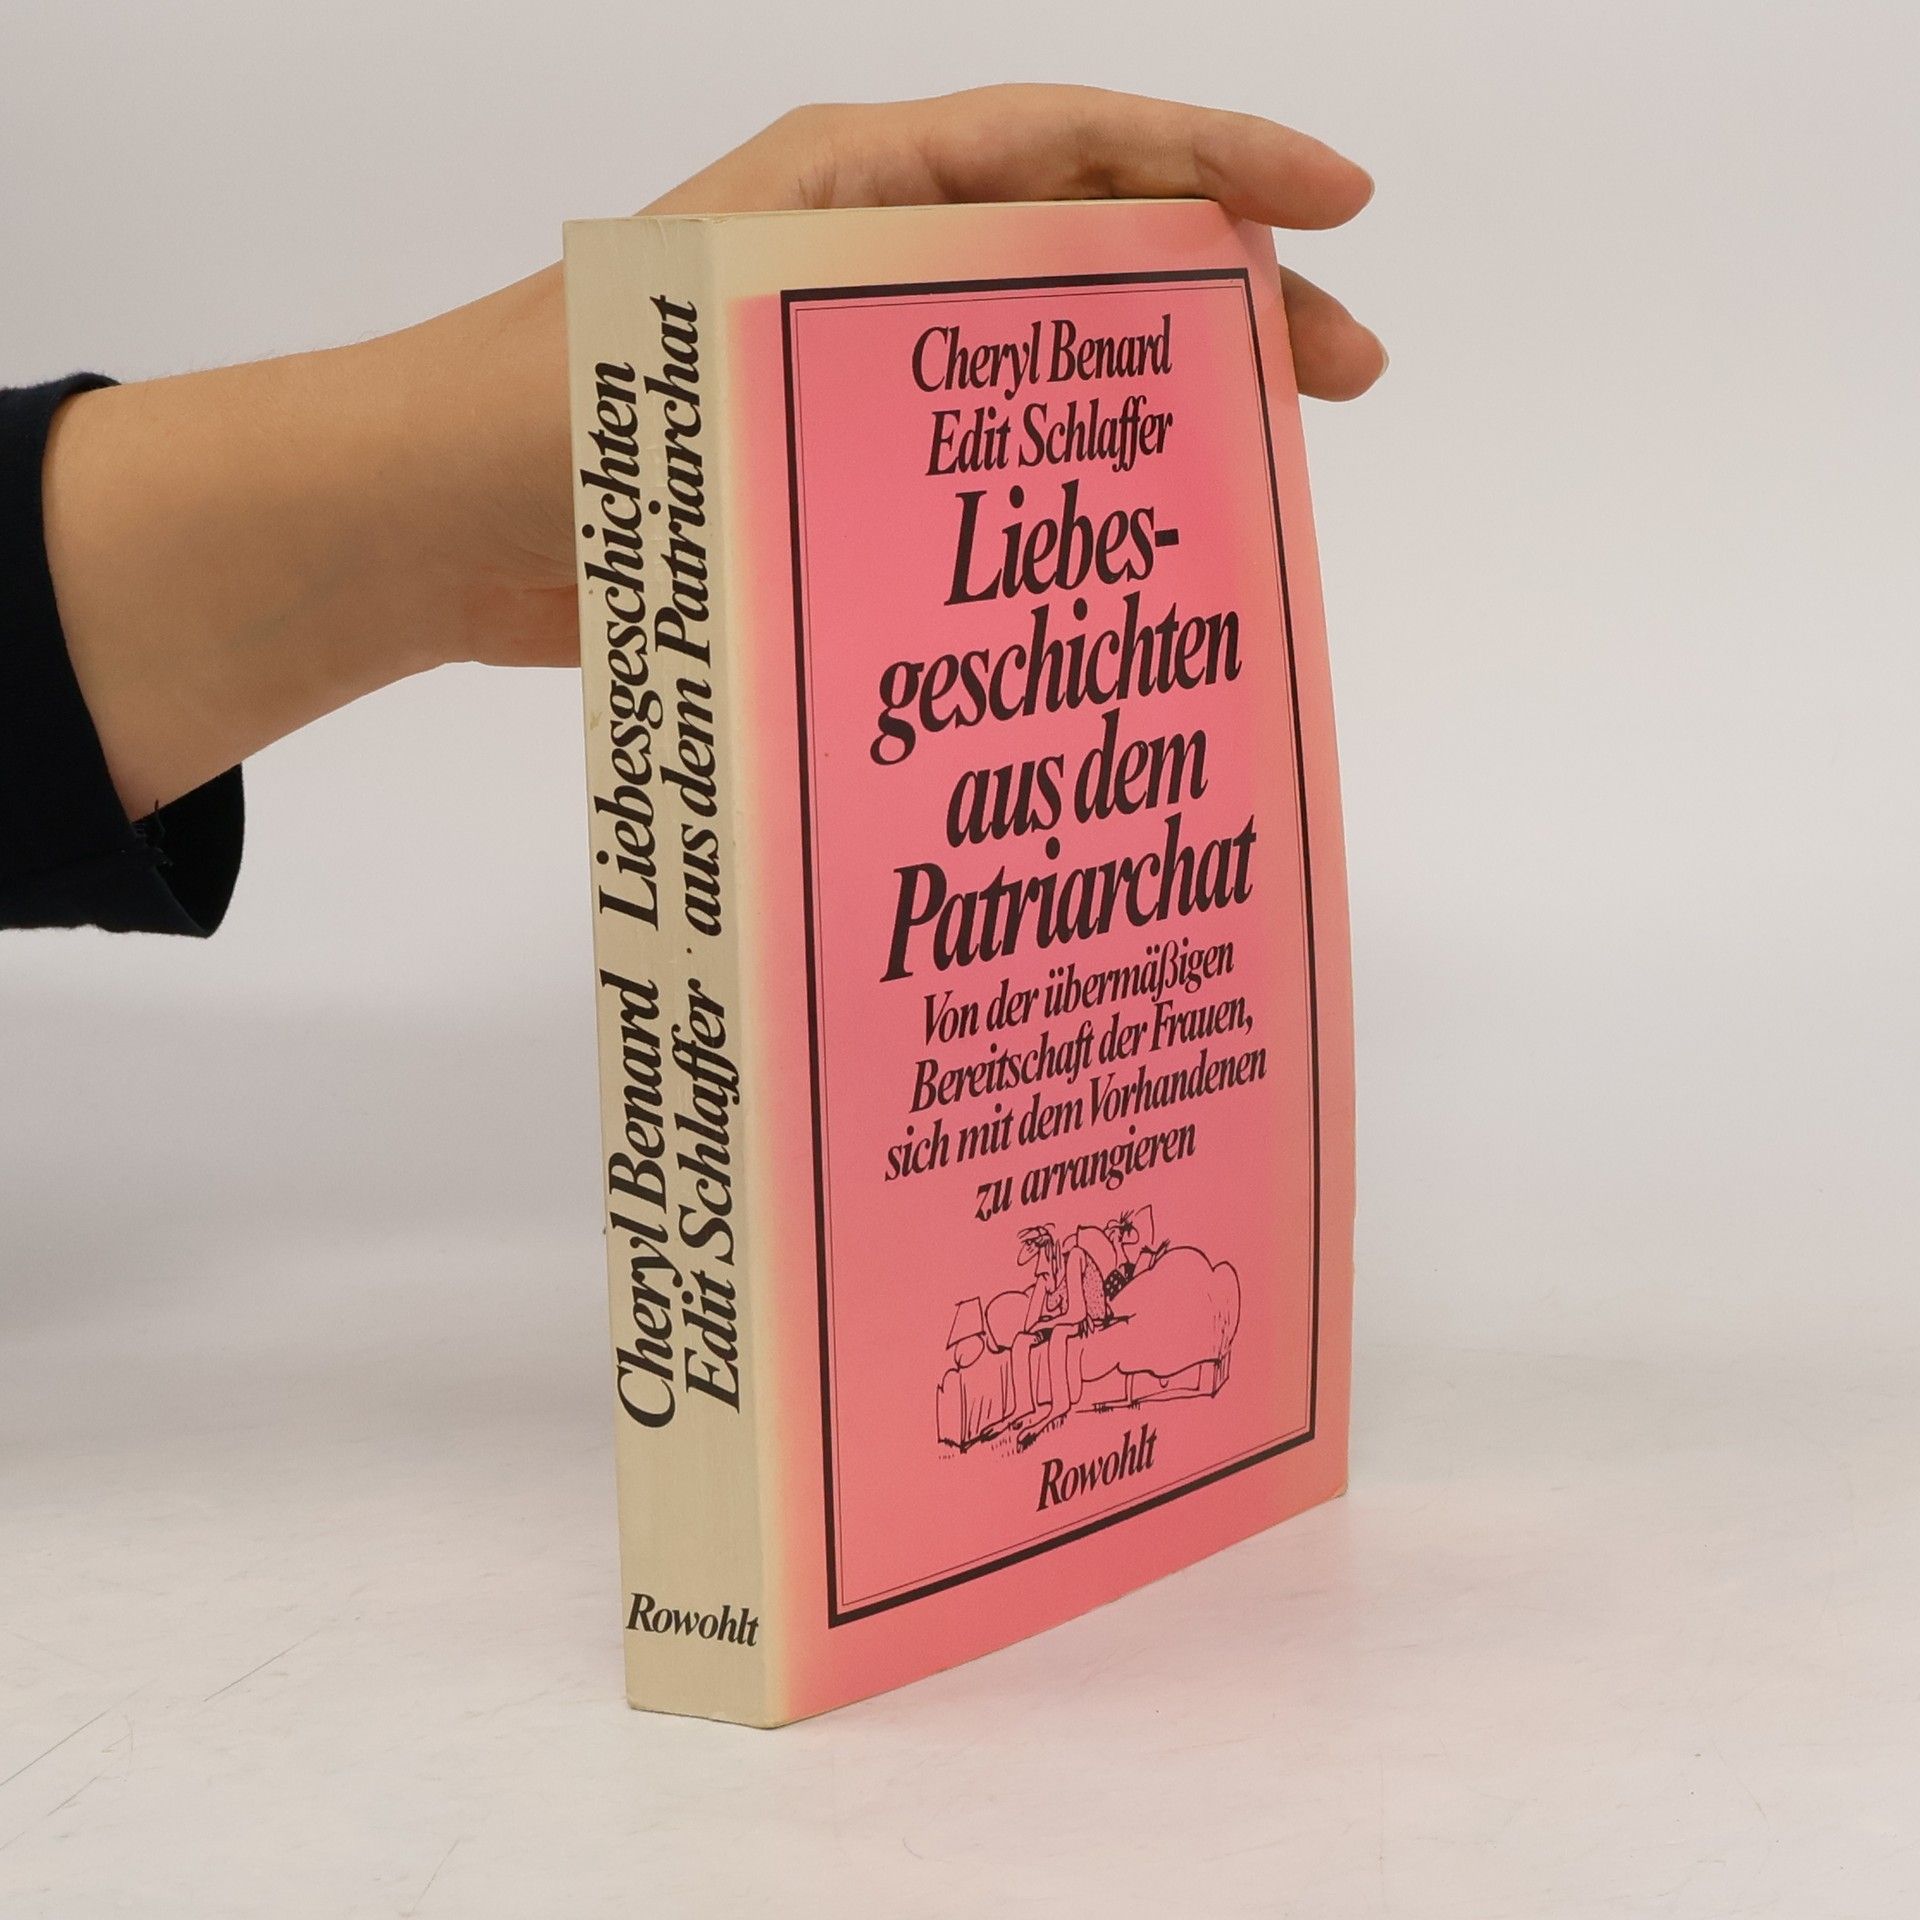 Cheryl Benard Liebesgeschichten
Edit Schlaffer aus dem Patriarchat
Rowohlt
Cheryl Benard
Edit Schlaffer
Liebes-
geschichten
aus dem
Patriarchat
Von der übermäßigen
Bereitschaft der Frauen,
sich mit dem Vorhandenen
zu arrangieren
Rowohlt